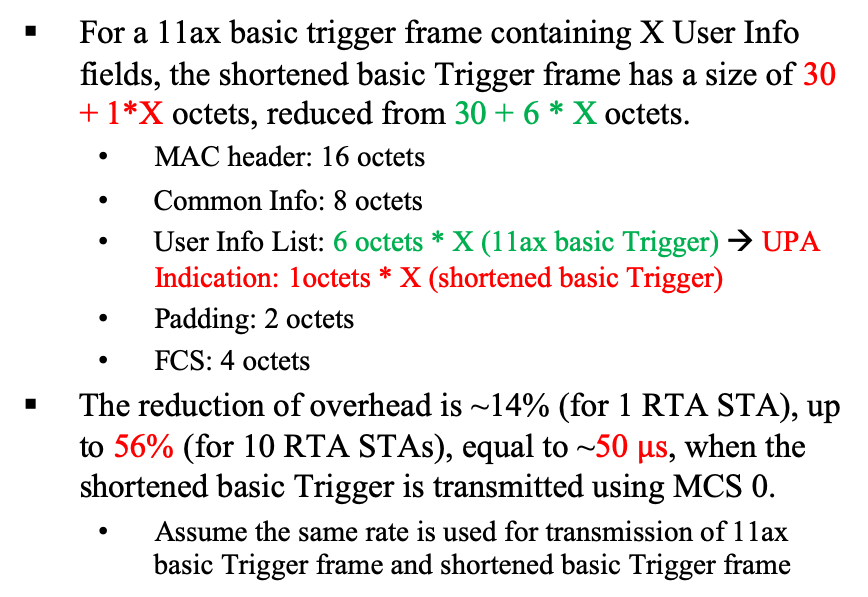 ▪ For a 11ax basic trigger frame containing X User Info
fields, the shortened basic Trigger frame has a size of 30
+ 1*X octets, reduced from 30 + 6 * X octets.
• MAC header: 16 octets
• Common Info: 8 octets
• User Info List: 6 octets * X (11ax basic Trigger) → UPA
Indication: 1octets * X (shortened basic Trigger)
• Padding: 2 octets
• FCS: 4 octets
▪ The reduction of overhead is ~14% (for 1 RTA STA), up
to 56% (for 10 RTA STAs), equal to ~50 μs, when the
shortened basic Trigger is transmitted using MCS 0.
• Assume the same rate is used for transmission of 11ax
basic Trigger frame and shortened basic Trigger frame